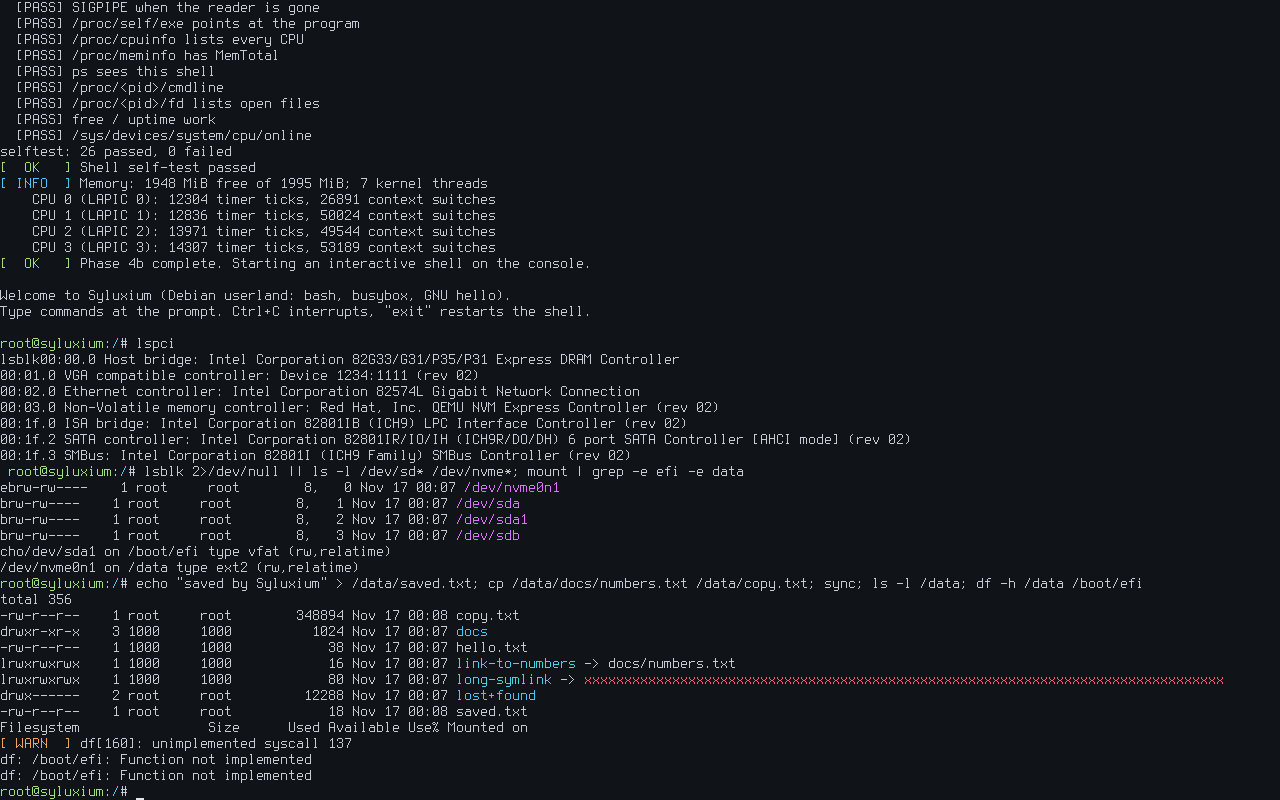 [PASS] SIGPIPE when the reader is gone
  [PASS] /proc/self/exe points at the program
  [PASS] /proc/cpuinfo lists every CPU
  [PASS] /proc/meminfo has MemTotal
  [PASS] ps sees this shell
  [PASS] /proc/<pid>/cmdline
  [PASS] /proc/<pid>/fd lists open files
  [PASS] free / uptime work
  [PASS] /sys/devices/system/cpu/online
selftest: 26 passed, 0 failed
[  OK   ] Shell self-test passed
[ INFO  ] Memory: 1948 MiB free of 1995 MiB; 7 kernel threads
    CPU 0 (LAPIC 0): 12304 timer ticks, 26891 context switches
    CPU 1 (LAPIC 1): 12836 timer ticks, 50024 context switches
    CPU 2 (LAPIC 2): 13971 timer ticks, 49544 context switches
    CPU 3 (LAPIC 3): 14307 timer ticks, 53189 context switches
[  OK   ] Phase 4b complete. Starting an interactive shell on the console.

Welcome to Syluxium (Debian userland: bash, busybox, GNU hello).
Type commands at the prompt. Ctrl+C interrupts, "exit" restarts the shell.

root@syluxium:/# lspci
lsblk00:00.0 Host bridge: Intel Corporation 82G33/G31/P35/P31 Express DRAM Controller
00:01.0 VGA compatible controller: Device 1234:1111 (rev 02)
00:02.0 Ethernet controller: Intel Corporation 82574L Gigabit Network Connection
00:03.0 Non-Volatile memory controller: Red Hat, Inc. QEMU NVM Express Controller (rev 02)
00:1f.0 ISA bridge: Intel Corporation 82801IB (ICH9) LPC Interface Controller (rev 02)
00:1f.2 SATA controller: Intel Corporation 82801IR/IO/IH (ICH9R/DO/DH) 6 port SATA Controller [AHCI mode] (rev 02)
00:1f.3 SMBus: Intel Corporation 82801I (ICH9 Family) SMBus Controller (rev 02)
 root@syluxium:/# lsblk 2>/dev/null || ls -l /dev/sd* /dev/nvme*; mount | grep -e efi -e data
ebrw-rw----    1 root     root        8,   0 Nov 17 00:07 /dev/nvme0n1
brw-rw----    1 root     root        8,   1 Nov 17 00:07 /dev/sda
brw-rw----    1 root     root        8,   2 Nov 17 00:07 /dev/sda1
brw-rw----    1 root     root        8,   3 Nov 17 00:07 /dev/sdb
cho/dev/sda1 on /boot/efi type vfat (rw,relatime)
/dev/nvme0n1 on /data type ext2 (rw,relatime)
root@syluxium:/# echo "saved by Syluxium" > /data/saved.txt; cp /data/docs/numbers.txt /data/copy.txt; sync; ls -l /data; df -h /data /boot/efi
total 356
-rw-r--r--    1 root     root        348894 Nov 17 00:08 copy.txt
drwxr-xr-x    3 1000     1000          1024 Nov 17 00:07 docs
-rw-r--r--    1 1000     1000            38 Nov 17 00:07 hello.txt
lrwxrwxrwx    1 1000     1000            16 Nov 17 00:07 link-to-numbers -> docs/numbers.txt
lrwxrwxrwx    1 1000     1000            80 Nov 17 00:07 long-symlink -> xxxxxxxxxxxxxxxxxxxxxxxxxxxxxxxxxxxxxxxxxxxxxxxxxxxxxxxxxxxxxxxxxxxxxxxxxxxxxxxx
drwx------    2 root     root         12288 Nov 17 00:07 lost+found
-rw-r--r--    1 root     root            18 Nov 17 00:08 saved.txt
Filesystem                Size      Used Available Use% Mounted on
[ WARN  ] df[160]: unimplemented syscall 137
df: /boot/efi: Function not implemented
df: /boot/efi: Function not implemented
root@syluxium:/#